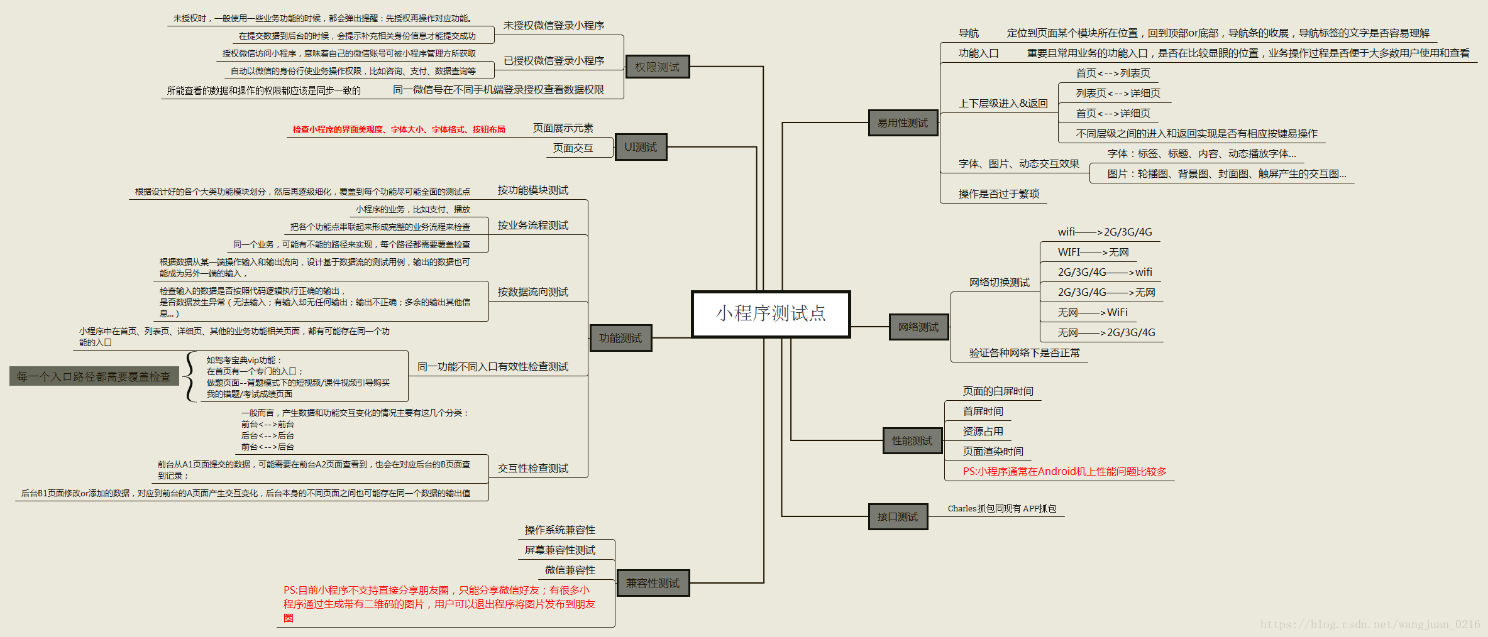 小程序测试点
权限测试
未授权微信登录小程序
未授权时，一般使用一些业务功能的时候，都会弹出提醒：先授权再操作对应功能。
在提交数据到后台的时候，会提示补充相关身份信息才能提交成功
已授权微信登录小程序
授权微信访问小程序，意味着自己的微信账号可被小程序管理方所获取
自动以微信的身份行使业务操作权限，比如咨询、支付、数据查询等
同一微信号在不同手机端登录授权查看数据权限
所能查看的数据和操作的权限都应该是同步一致的
UI测试
页面展示元素
检查小程序的界面美观度、字体大小、字体格式、按钮布局
页面交互
功能测试
按功能模块测试
根据设计好的各个大类功能模块划分，然后再逐级细化，覆盖到每个功能尽可能全面的测试点
按业务流程测试
小程序的业务，比如支付、播放
把各个功能点串联起来形成完整的业务流程来检查
同一个业务，可能有不能的路径来实现，每个路径都需要覆盖检查
按数据流向测试
根据数据从某一端操作输入和输出流向，设计基于数据流的测试用例，输出的数据也可
能成为另外一端的输入，
检查输入的数据是否按照代码逻辑执行正确的输出，
是否数据发生异常（无法输入；有输入却无任何输出；输出不正确；多余的输出其他信
息...）
同一功能不同入口有效性检查测试
小程序中在首页、列表页、详细页、其他的业务功能相关页面，都有可能存在同一个功
能的入口
如驾考宝典vip功能：
在首页有一个专门的入口；
做题页面--背题模式下的短视频/课件视频引导购买
我的错题/考试成绩页面
每一个入口路径都需要覆盖检查
交互性检查测试
一般而言，产生数据和功能交互变化的情况主要有这几个分类：
前台<-->前台
后台<-->后台
前台<-->后台
前台从A1页面提交的数据，可能需要在前台A2页面查看到，也会在对应后台的B页面查
到记录；
后台B1页面修改or添加的数据，对应到前台的A页面产生交互变化，后台本身的不同页面之间也可能存在同一个数据的输出值
兼容性测试
操作系统兼容性
屏幕兼容性测试
微信兼容性
PS:目前小程序不支持直接分享朋友圈，只能分享微信好友；有很多小
程序通过生成带有二维码的图片，用户可以退出程序将图片发布到朋友
圈
易用性测试
导航
定位到页面某个模块所在位置，回到顶部or底部，导航条的收展，导航标签的文字是否容易理解
功能入口
重要日常用业务的功能入口，是否在比较显眼的位置，业务操作过程是否便于大多数用户使用和查看
上下层级进入&返回
首页<-->列表页
列表页<-->详细页
首页<-->详细页
不同层级之间的进入和返回实现是否有相应按键易操作
字体、图片、动态交互效果
字体：标签、标题、内容、动态播放字体...
图片：轮播图、背景图、封面图、触屏产生的交互图...
操作是否过于繁琐
网络测试
网络切换测试
wifi——>2G/3G/4G
WIFI——>无网
2G/3G/4G——>wifi
2G/3G/4G——>无网
无网——>WiFi
无网——>2G/3G/4G
验证各种网络下是否正常
性能测试
页面的白屏时间
首屏时间
资源占用
页面渲染时间
PS:小程序通常在Android机上性能问题比较多
接口测试
Charles抓包同现有APP抓包
https://blog.csdn.net/wangjuan_0216